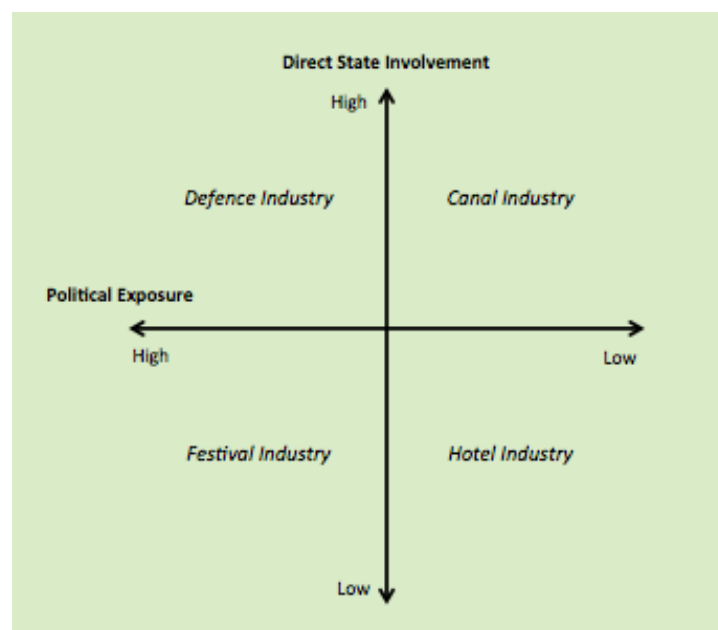 Direct State Involvement
High
Defence Industry
Canal Industry
Political Exposure
High
Low
Festival Industry
Hotel Industry
Low